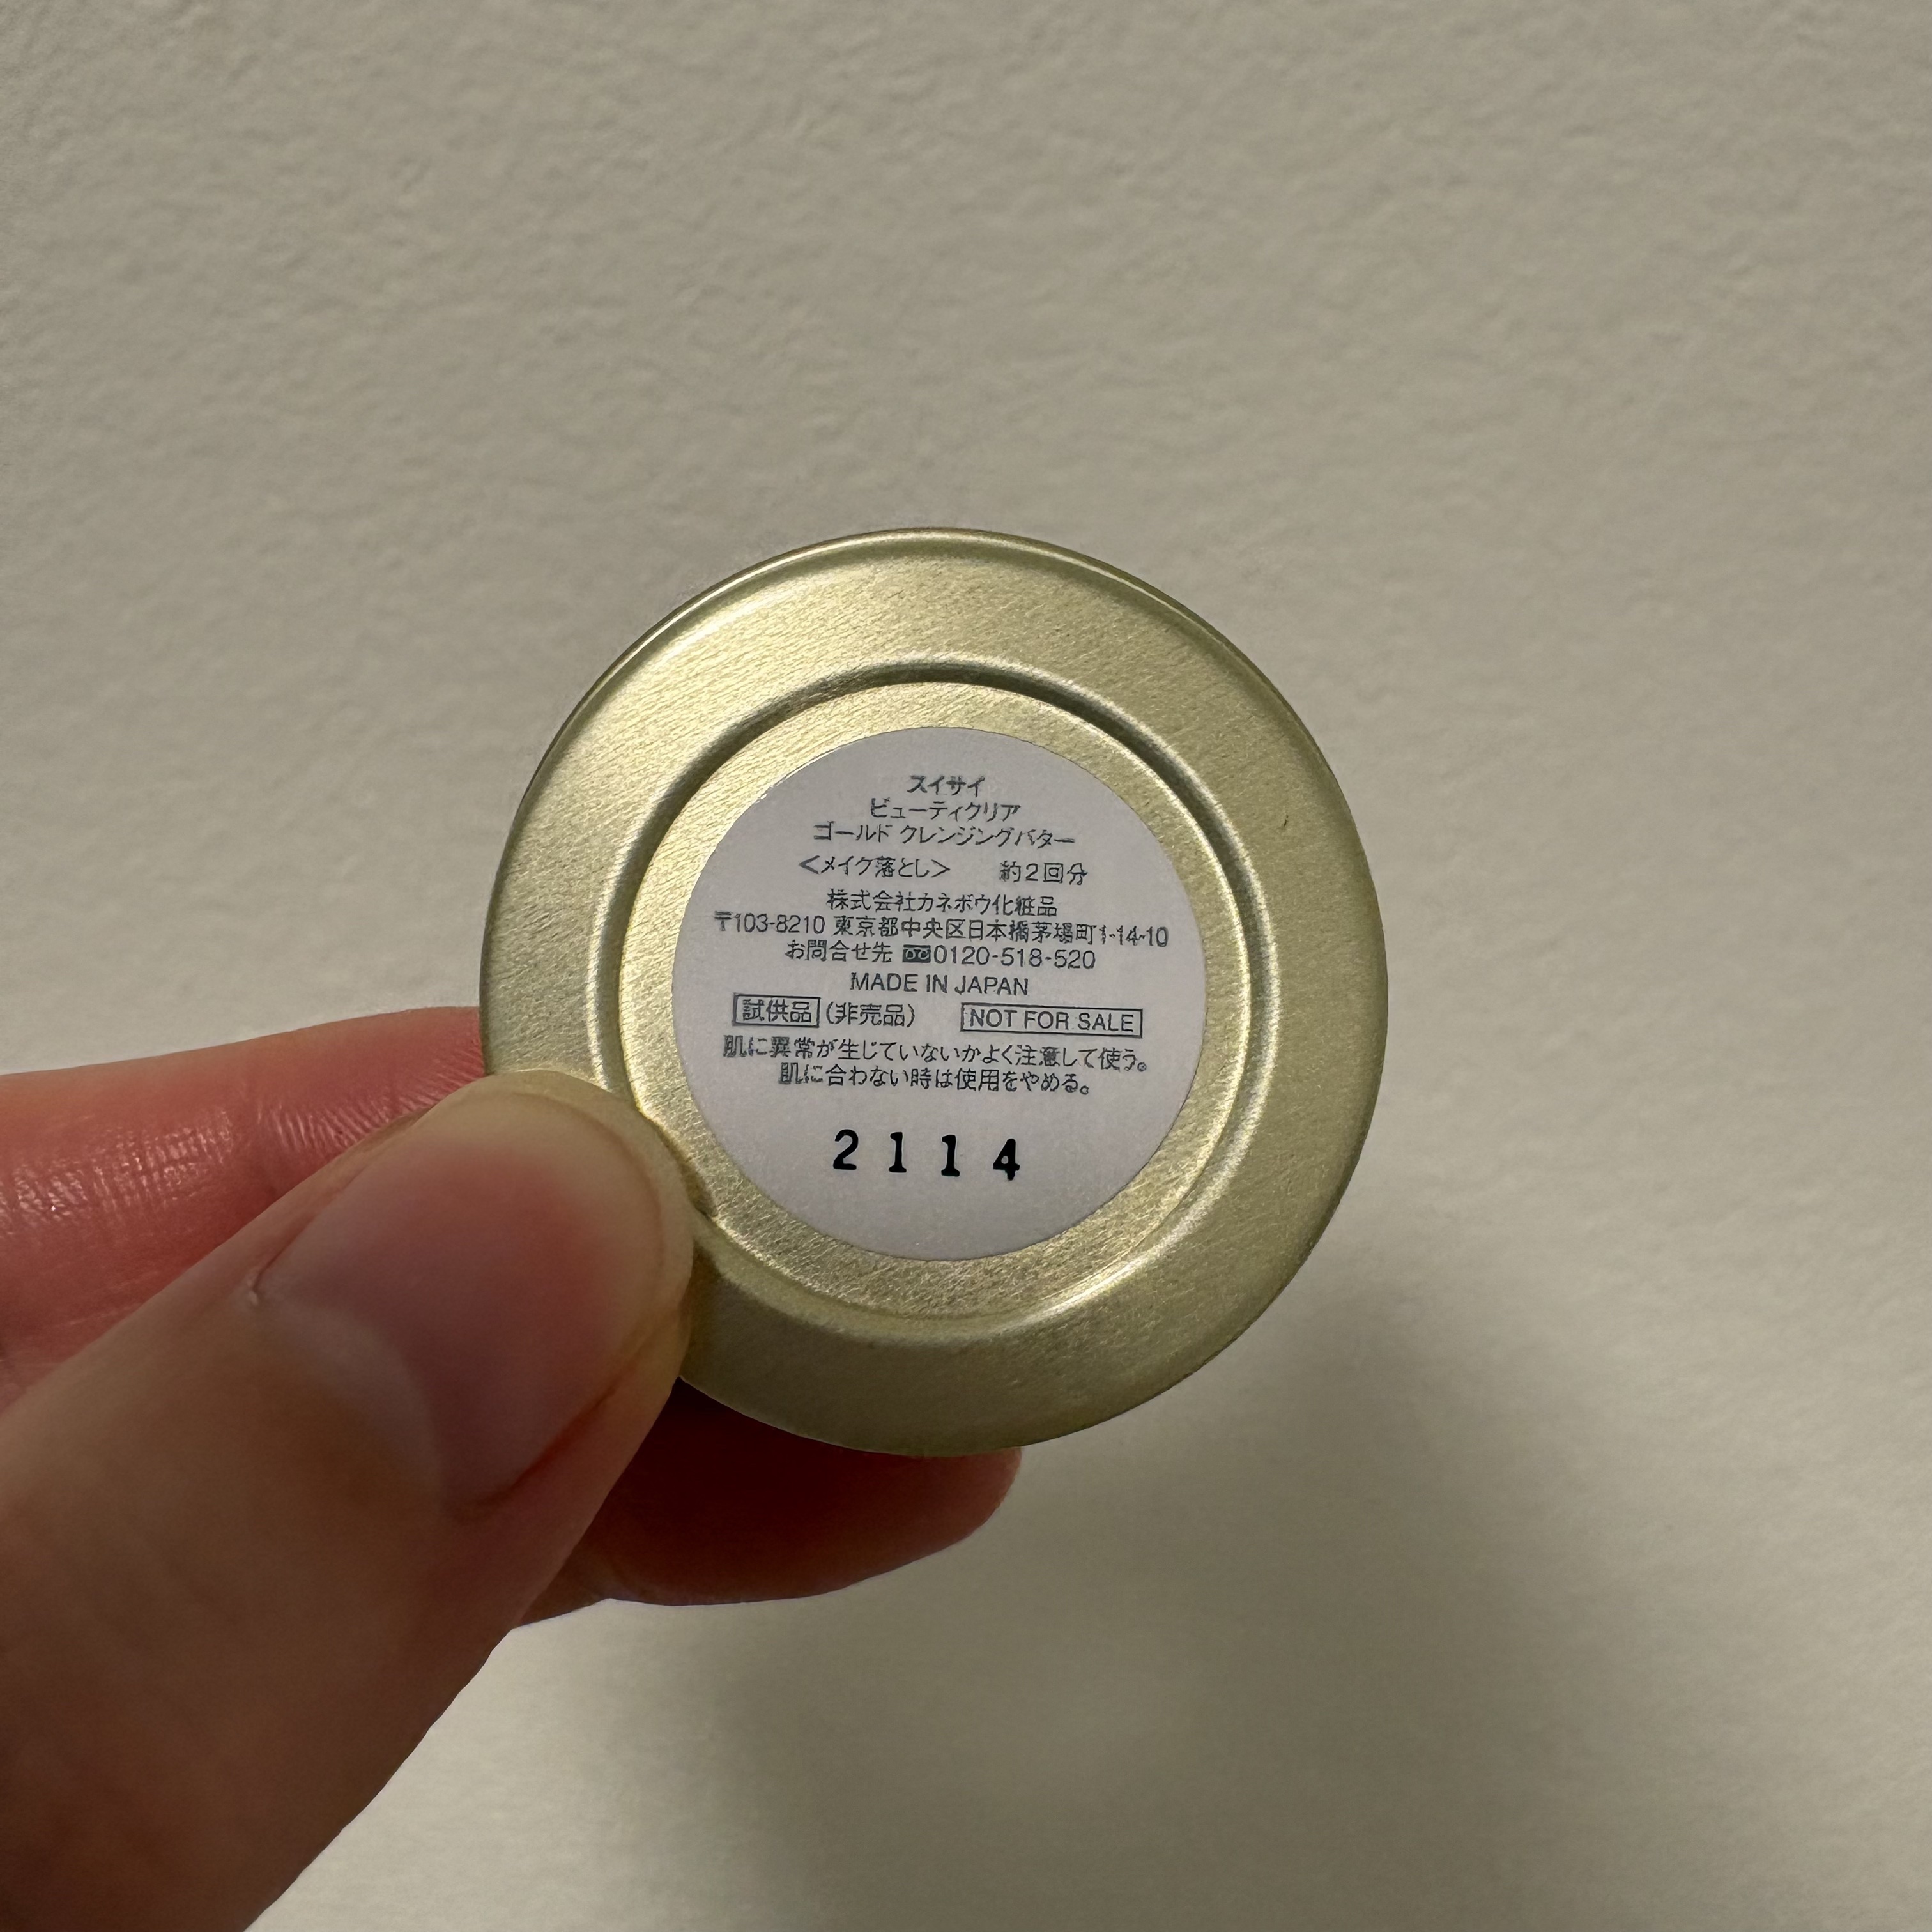 スイサイ
ビューティクリア
ゴールド クレンジングバター
＜メイク落とし＞ 約2回分
株式会社カネボウ化粧品
〒103-8210 東京都中央区日本橋茅場町1-14-10
お問合せ先 0120-518-520
MADE IN JAPAN
試供品 (非売品) NOT FOR SALE
肌に異常が生じていないかよく注意して使う。
肌に合わない時は使用をやめる。
2114